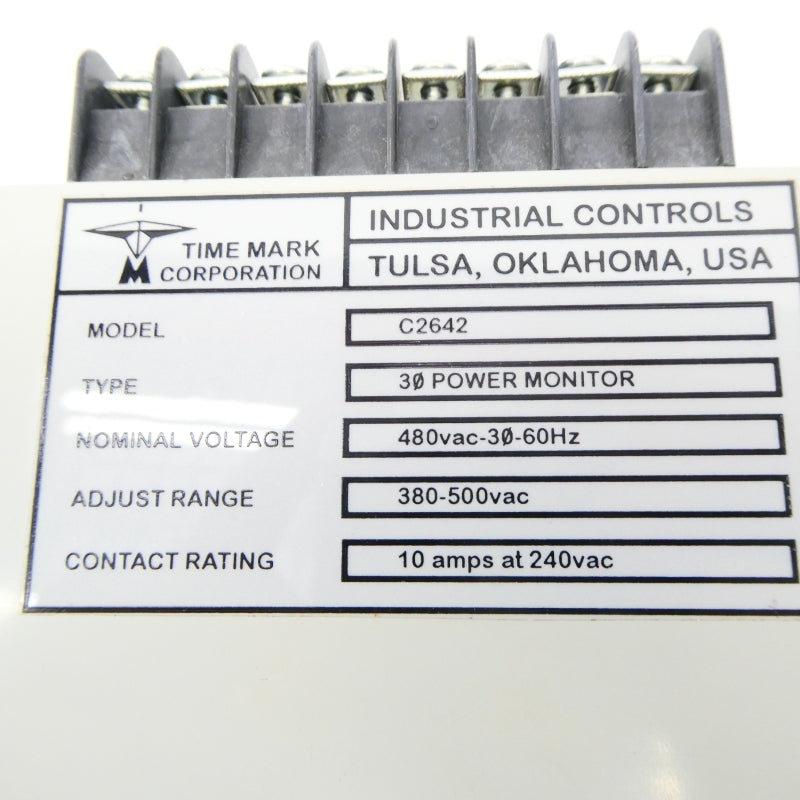 TIME MARK
CORPORATION
INDUSTRIAL CONTROLS
TULSA, OKLAHOMA, USA
MODEL C2642
TYPE 3Ø POWER MONITOR
NOMINAL VOLTAGE 480vac-3Ø-60Hz
ADJUST RANGE 380-500vac
CONTACT RATING 10 amps at 240vac